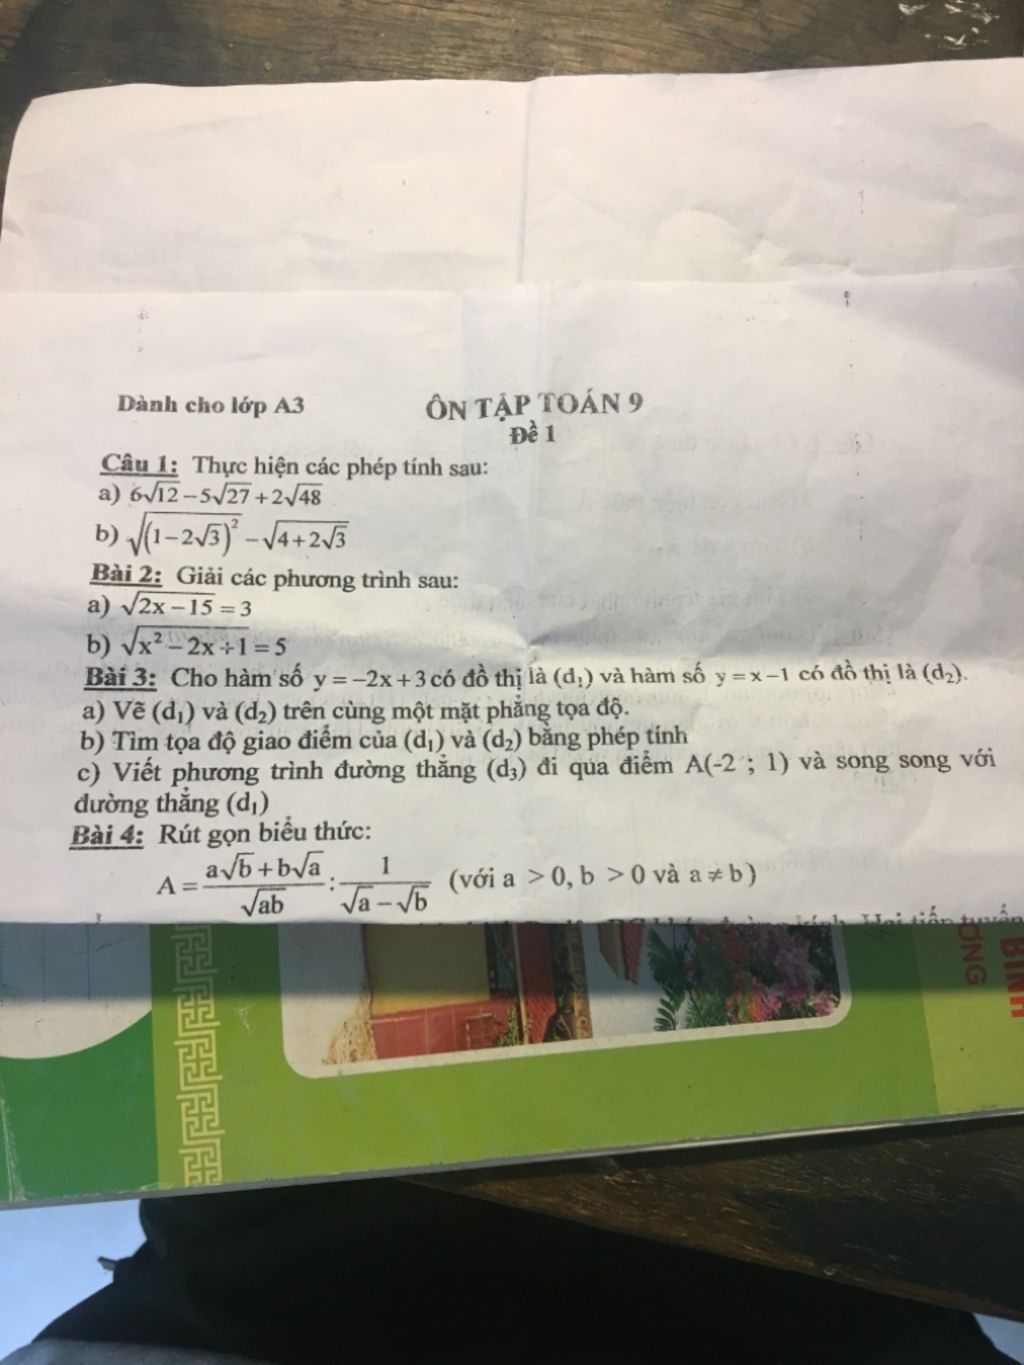 Dành cho lớp A3
ÔN TẬP TOÁN 9
Đề 1
Câu 1: Thực hiện các phép tính sau:
a) 6√12 − 5√27 + 2√48
b) √(1−2√3)² − √4+2√3
Bài 2: Giải các phương trình sau:
a) √2x−15 = 3
b) √x²−2x+1 = 5
Bài 3: Cho hàm số y = −2x+3 có đồ thị là (d₁) và hàm số y = x−1 có đồ thị là (d₂).
a) Vẽ (d₁) và (d₂) trên cùng một mặt phẳng tọa độ.
b) Tìm tọa độ giao điểm của (d₁) và (d₂) bằng phép tính
c) Viết phương trình đường thẳng (d₃) đi qua điểm A(-2 ; 1) và song song với
đường thẳng (d₁)
Bài 4: Rút gọn biểu thức:
A = (a√b + b√a)/√ab : 1/(√a − √b) (với a > 0, b > 0 và a ≠ b)
kính. Hai tiếp tuyến
BÌNH